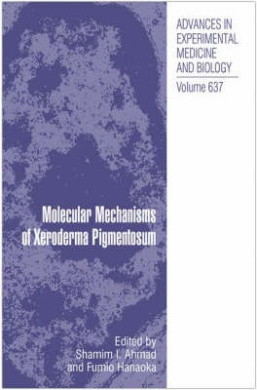 ADVANCES IN
EXPERIMENTAL
MEDICINE
AND BIOLOGY
Volume 637
Molecular Mechanisms
of Xeroderma Pigmentosum
Edited by
Shamim I. Ahmad
and Fumio Hanaoka